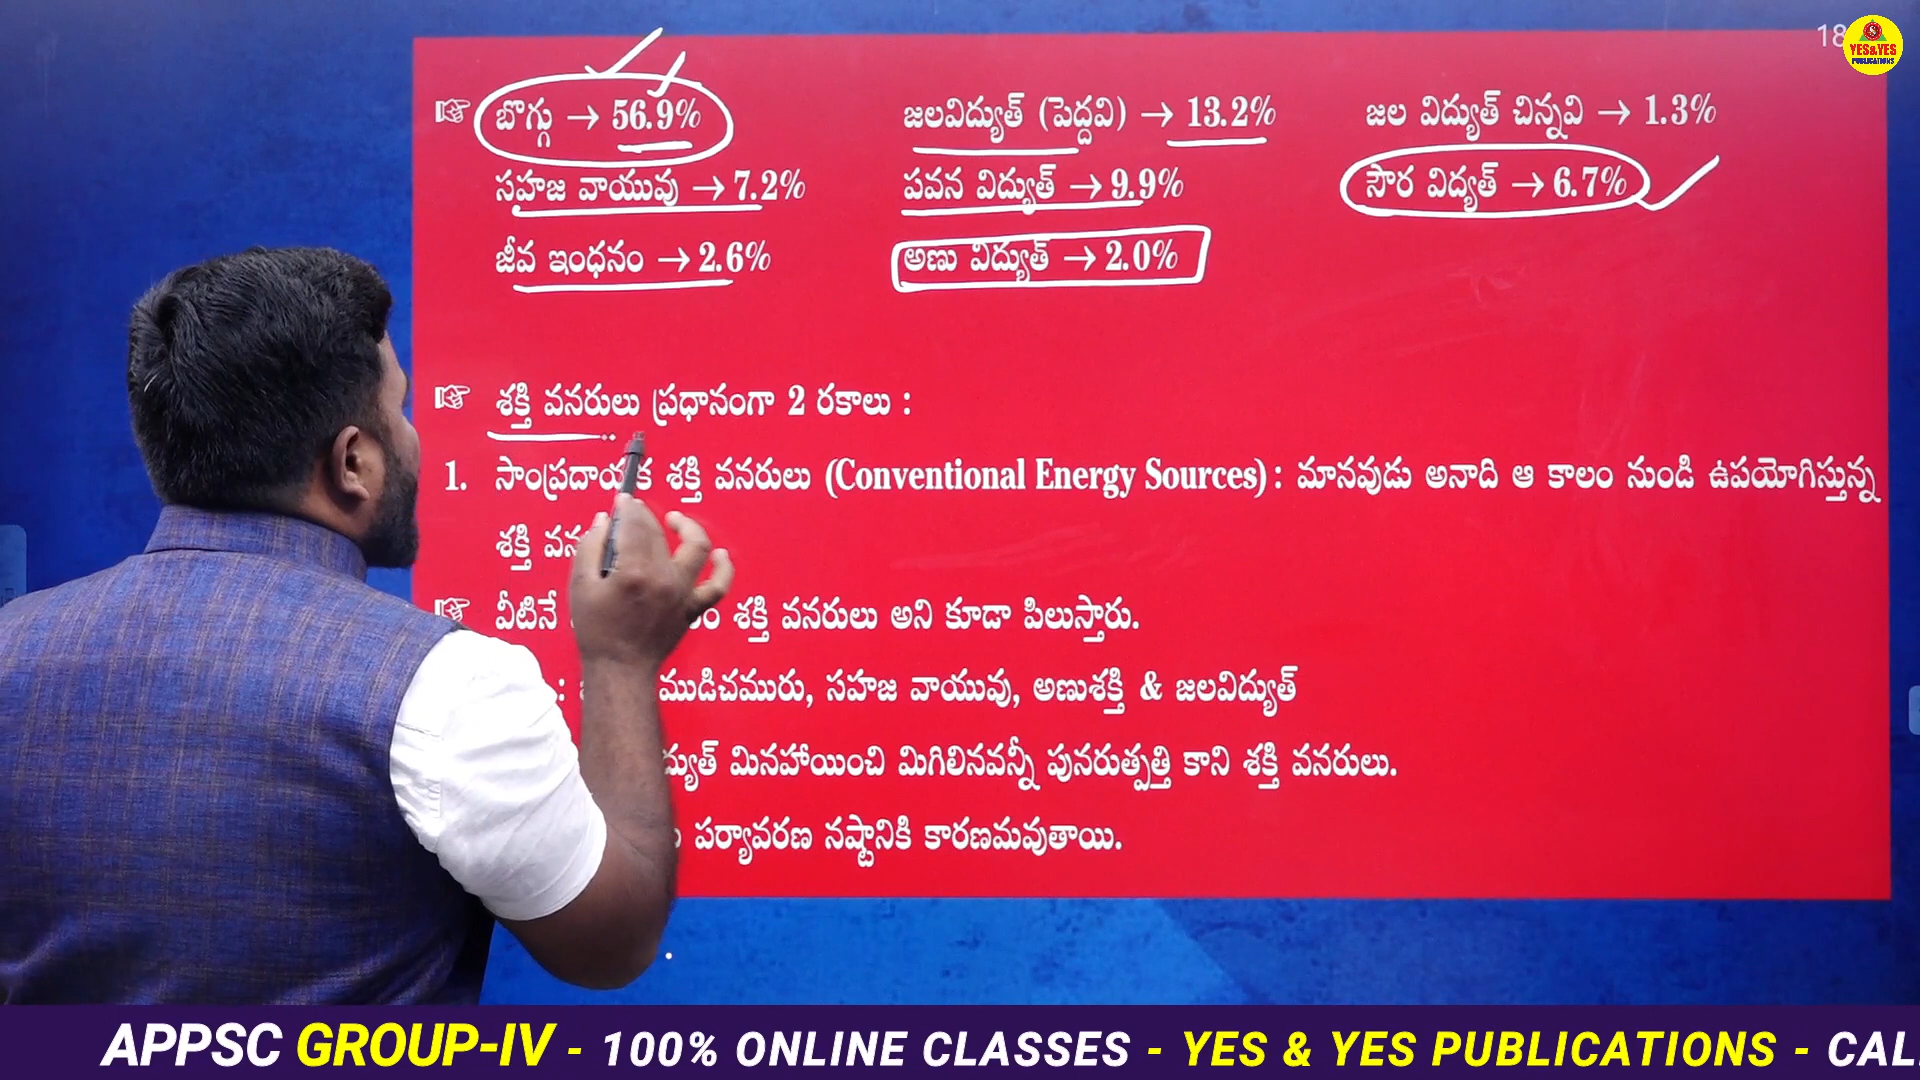 18
YES&YES
PUBLICATIONS
బొగ్గు → 56.9% జలవిద్యుత్ (పెద్దవి) → 13.2% జల విద్యుత్ చిన్నవి → 1.3%
సహజ వాయువు → 7.2% పవన విద్యుత్ → 9.9% సౌర విద్యుత్ → 6.7%
జీవ ఇంధనం → 2.6% అణు విద్యుత్ → 2.0%
శక్తి వనరులు ప్రధానంగా 2 రకాలు :
1. సాంప్రదాయక శక్తి వనరులు (Conventional Energy Sources) : మానవుడు అనాది ఆ కాలం నుండి ఉపయోగిస్తున్న
శక్తి
వీటినే శక్తి వనరులు అని కూడా పిలుస్తారు.
: ముడిచమురు, సహజ వాయువు, అణుశక్తి & జలవిద్యుత్
మినహాయించి మిగిలినవన్నీ పునరుత్పత్తి కాని శక్తి వనరులు.
పర్యావరణ నష్టానికి కారణమవుతాయి.
APPSC GROUP-IV - 100% ONLINE CLASSES - YES & YES PUBLICATIONS -